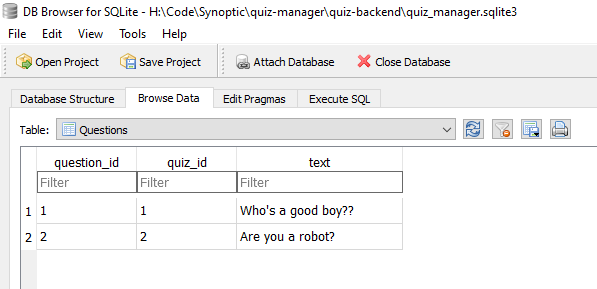 DB Browser for SQLite - H:\Code\Synoptic\quiz-manager\quiz-backend\quiz_manager.sqlite3
File Edit View Tools Help
Open Project Save Project Attach Database Close Database
Database Structure Browse Data Edit Pragmas Execute SQL
Table: Questions
question_id quiz_id text
Filter Filter Filter
1 1 1 Who's a good boy??
2 2 2 Are you a robot?